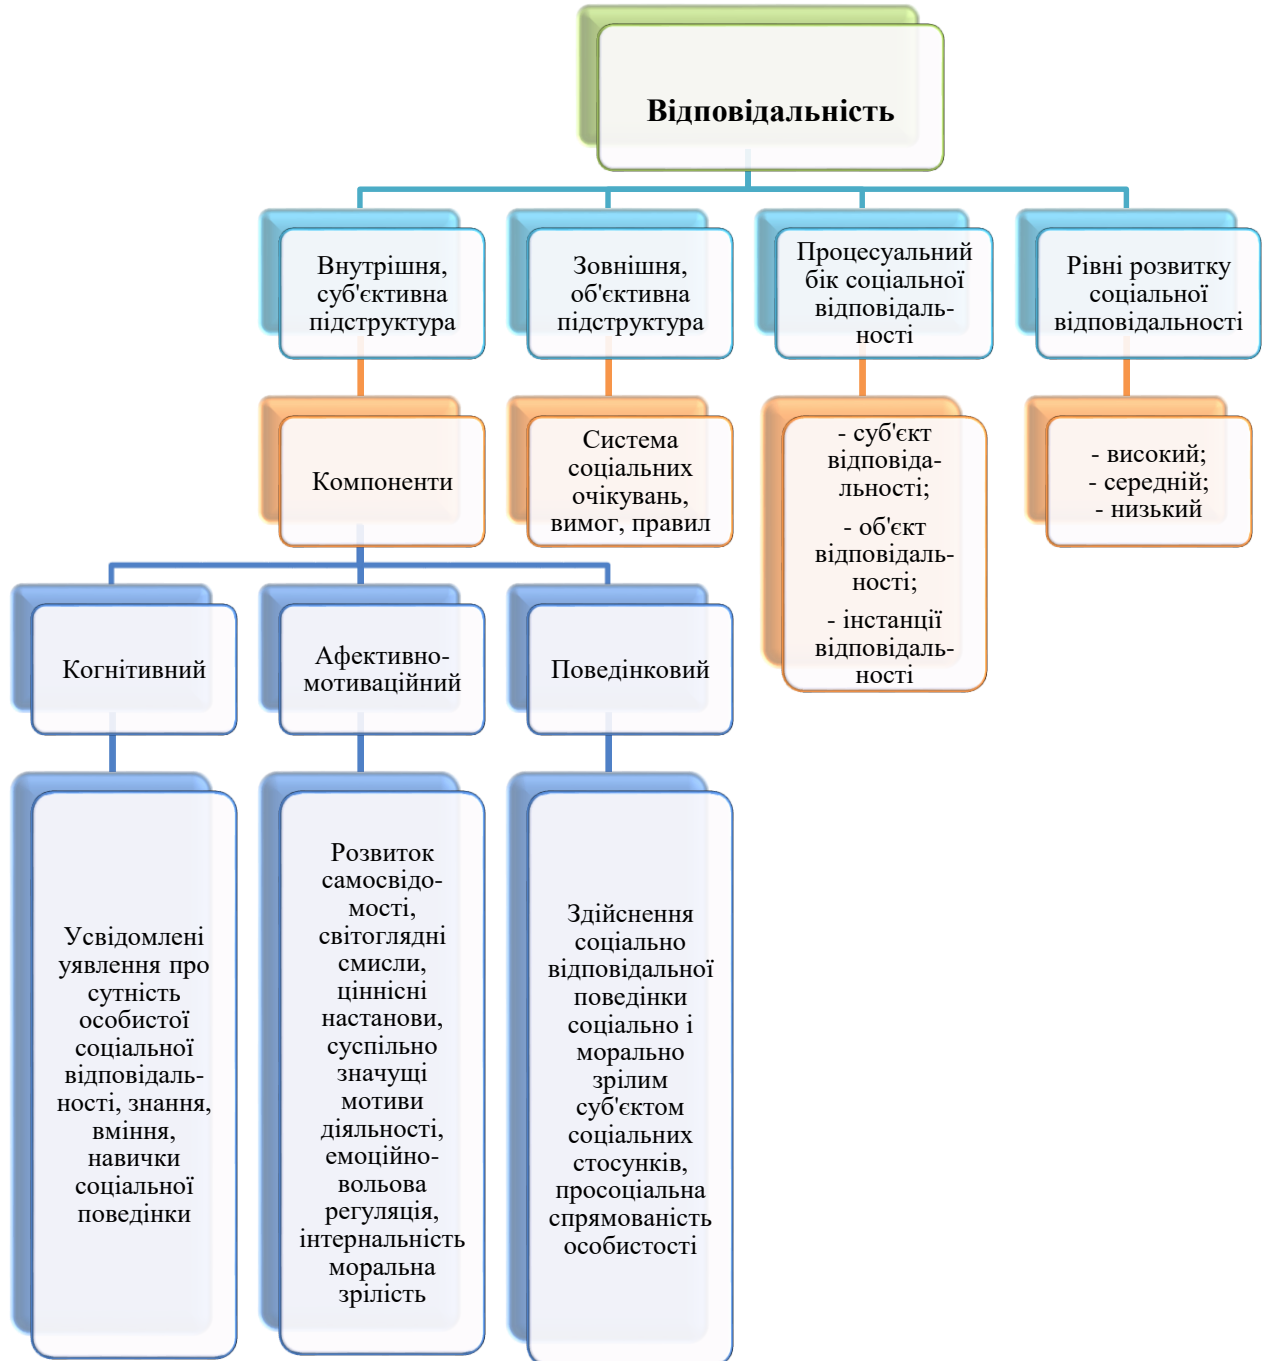 Відповідальність
Внутрішня,
суб'єктивна
підструктура
Зовнішня,
об'єктивна
підструктура
Процесуальний
бік соціальної
відповідаль-
ності
Рівні розвитку
соціальної
відповідальності
Компоненти
Система
соціальних
очікувань,
вимог, правил
- суб'єкт
відповіда-
льності;
- об'єкт
відповідаль-
ності;
- інстанції
відповідаль-
ності
- високий;
- середній;
- низький
Когнітивний
Афективно-
мотиваційний
Поведінковий
Усвідомлені
уявлення про
сутність
особистої
соціальної
відповідаль-
ності, знання,
вміння,
навички
соціальної
поведінки
Розвиток
самосвідо-
мості,
світоглядні
смисли,
ціннісні
настанови,
суспільно
значущі
мотиви
діяльності,
емоційно-
вольова
регуляція,
інтернальність
моральна
зрілість
Здійснення
соціально
відповідальної
поведінки
соціально і
морально
зрілим
суб'єктом
соціальних
стосунків,
просоціальна
спрямованість
особистості